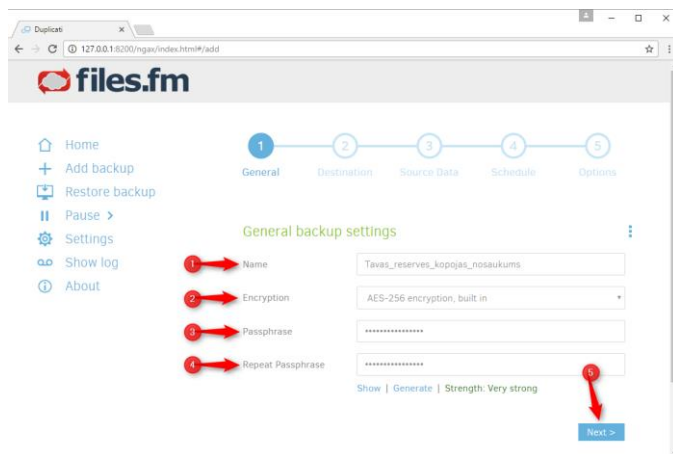 Duplicati
127.0.0.1:8200/ngax/index.html#/add
files.fm
Home
Add backup
Restore backup
Pause >
Settings
Show log
About
1 2 3 4 5
General Destination Source Data Schedule Options
General backup settings
1 Name Tavas_reserves_kopojas_nosaukums
2 Encryption AES-256 encryption, built in
3 Passphrase ••••••••••••••••
4 Repeat Passphrase ••••••••••••••••
Show | Generate | Strength: Very strong
5
Next >